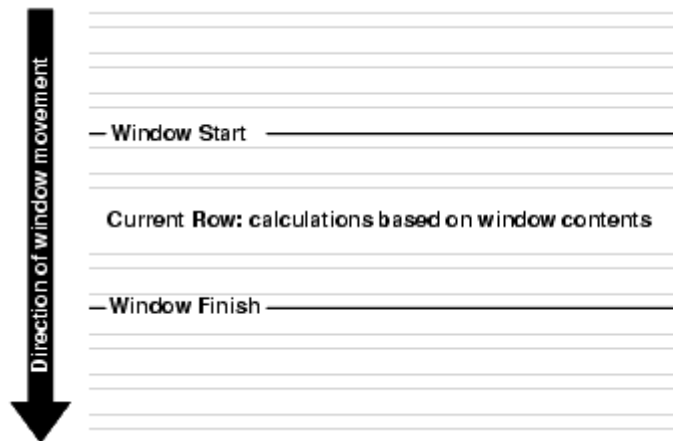 Direction of window movement
Window Start
Current Row: calculations based on window contents
Window Finish